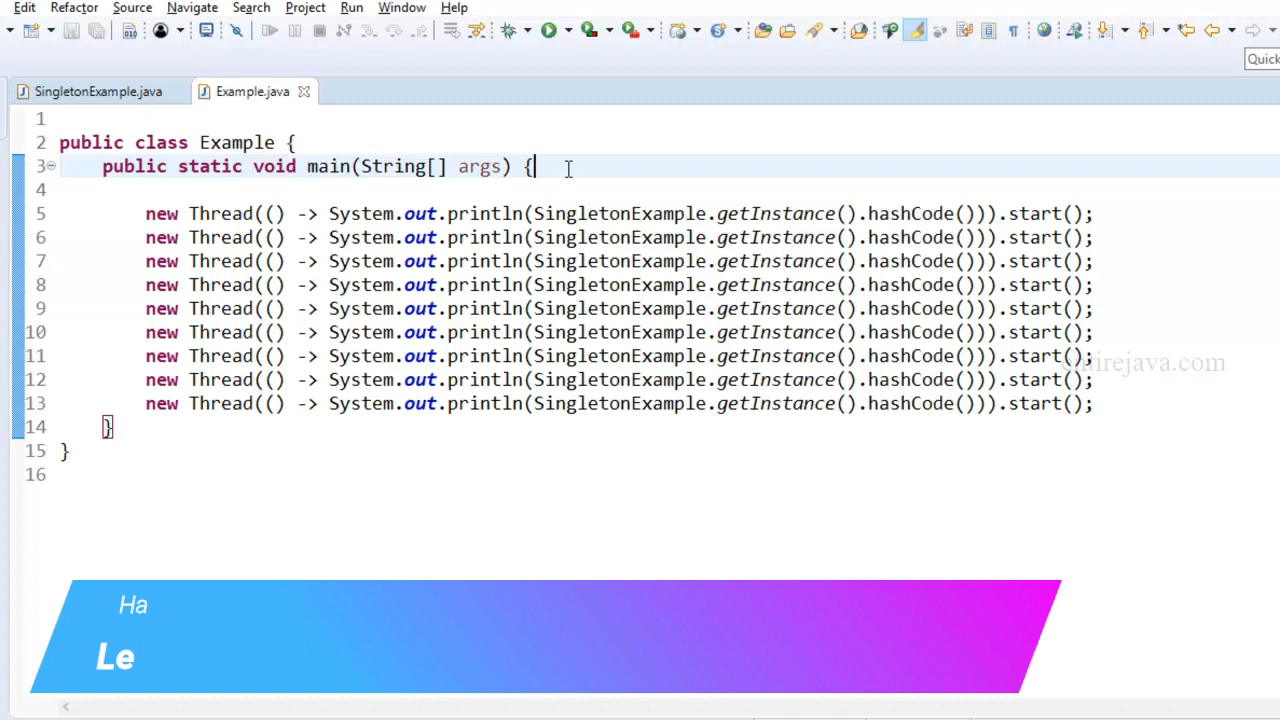 Edit Refactor Source Navigate Search Project Run Window Help
Quick
SingletonExample.java Example.java
1
2 public class Example {
3 public static void main(String[] args) {
4
5 new Thread(() -> System.out.println(SingletonExample.getInstance().hashCode())).start();
6 new Thread(() -> System.out.println(SingletonExample.getInstance().hashCode())).start();
7 new Thread(() -> System.out.println(SingletonExample.getInstance().hashCode())).start();
8 new Thread(() -> System.out.println(SingletonExample.getInstance().hashCode())).start();
9 new Thread(() -> System.out.println(SingletonExample.getInstance().hashCode())).start();
10 new Thread(() -> System.out.println(SingletonExample.getInstance().hashCode())).start();
11 new Thread(() -> System.out.println(SingletonExample.getInstance().hashCode())).start();
entirejava.com
12 new Thread(() -> System.out.println(SingletonExample.getInstance().hashCode())).start();
13 new Thread(() -> System.out.println(SingletonExample.getInstance().hashCode())).start();
14 }
15 }
16
Ha
Le